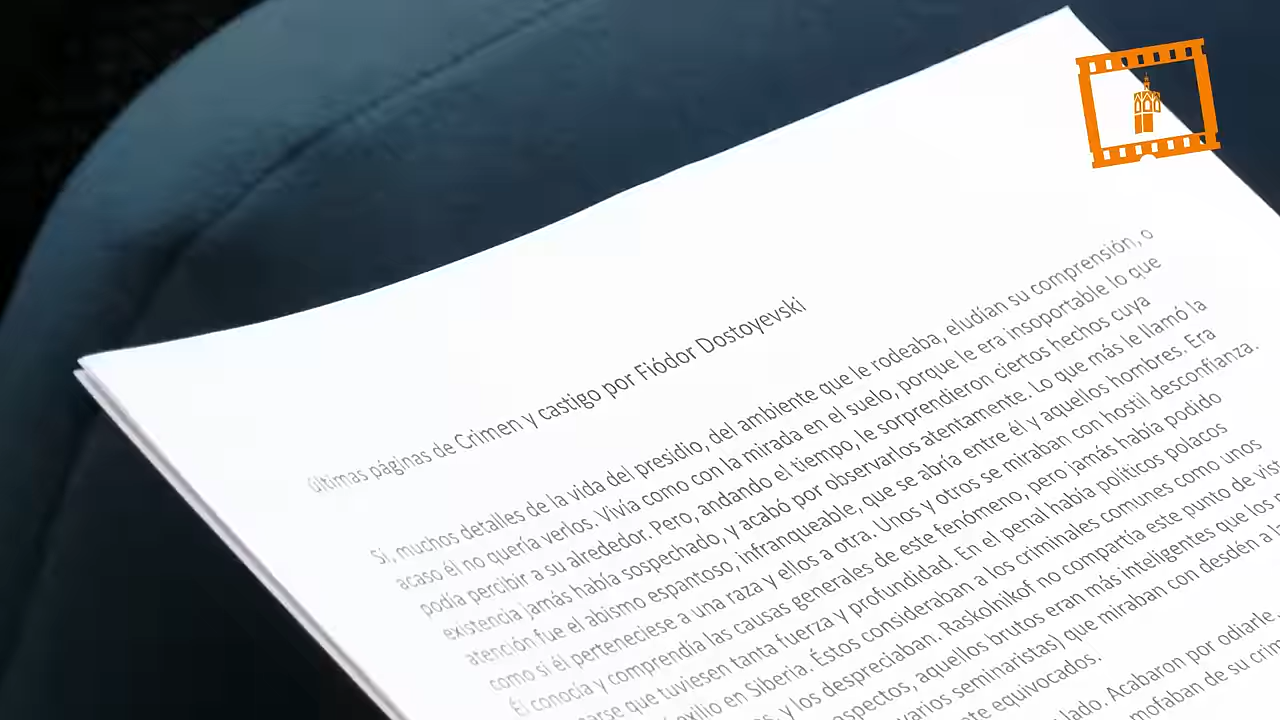 últimas páginas de Crimen y castigo por Fiódor Dostoyevski
Sí, muchos detalles de la vida del presidio, del ambiente que le rodeaba, eludían su comprensión, o
acaso él no quería verlos. Vivía como con la mirada en el suelo, porque le era insoportable lo que
podía percibir a su alrededor. Pero, andando el tiempo, le sorprendieron ciertos hechos cuya
existencia jamás había sospechado, y acabó por observarlos atentamente. Lo que más le llamó la
atención fue el abismo espantoso, infranqueable, que se abría entre él y aquellos hombres. Era
como si él perteneciese a una raza y ellos a otra. Unos y otros se miraban con hostil desconfianza.
Él conocía y comprendía las causas generales de este fenómeno, pero jamás había podido
que tuviesen tanta fuerza y profundidad. En el penal había políticos polacos
exilio en Siberia. Éstos consideraban a los criminales comunes como unos
y los despreciaban. Raskolnikof no compartía este punto de
aquellos brutos eran más inteligentes que los
varios seminaristas) que miraban con desdén a
equivocados.
lado. Acabaron por odiarle
de su